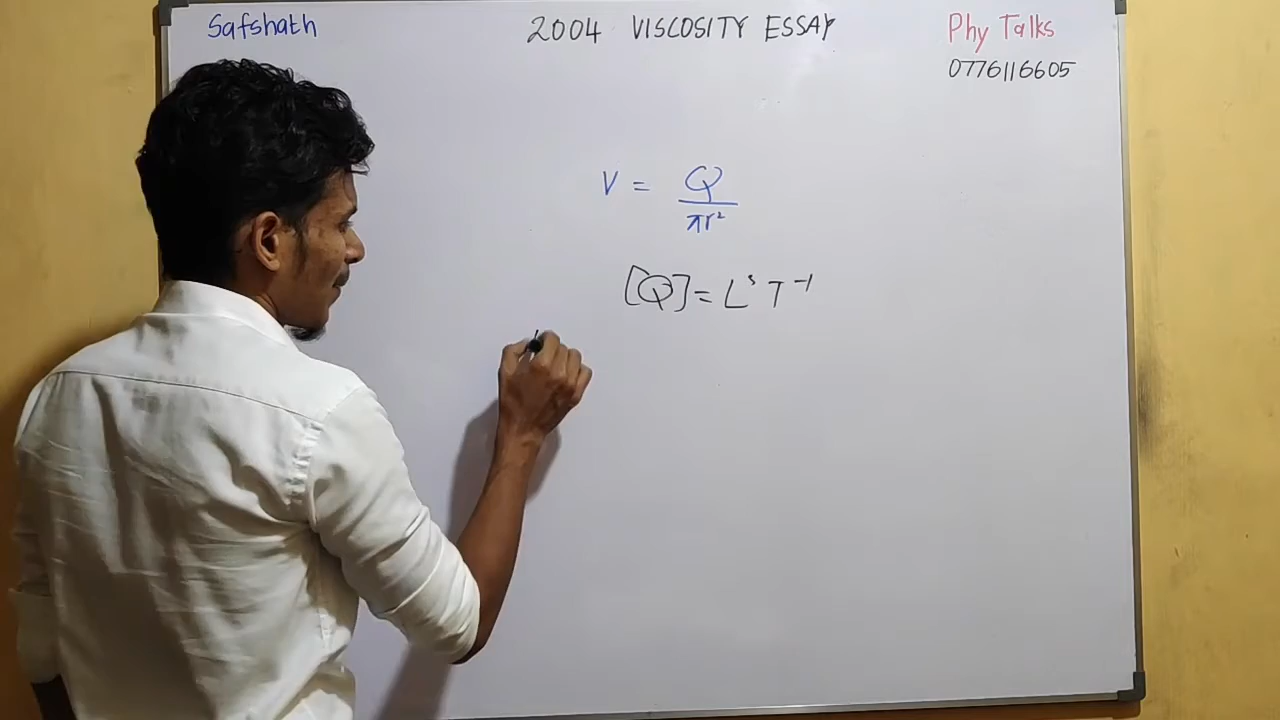 Safshath
2004 VISCOSITY ESSAY
Phy Talks
0776116605
V = Q
πr²
[Q] = L³ T⁻¹